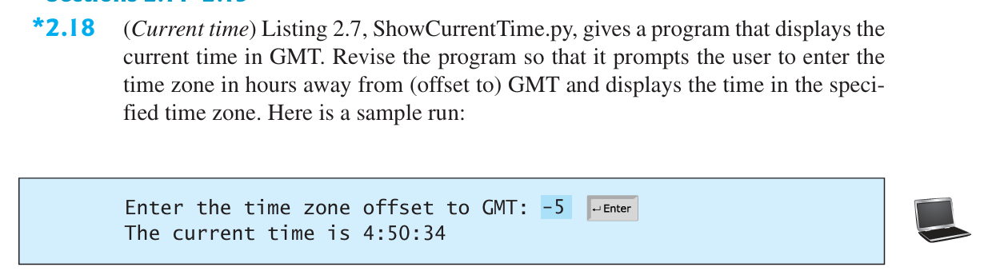 *2.18 (Current time) Listing 2.7, ShowCurrentTime.py, gives a program that displays the
current time in GMT. Revise the program so that it prompts the user to enter the
time zone in hours away from (offset to) GMT and displays the time in the speci-
fied time zone. Here is a sample run:
Enter the time zone offset to GMT: -5 ↵ Enter
The current time is 4:50:34